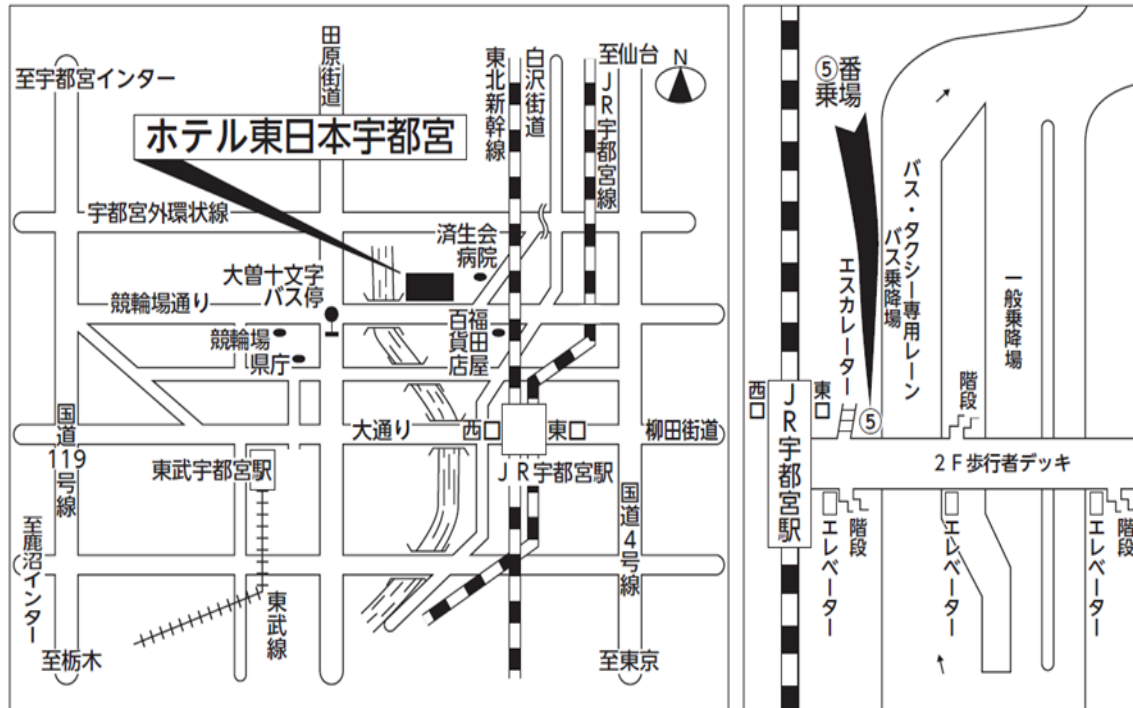 至宇都宮インター
田原街道
東北新幹線
白沢街道
至仙台
JR宇都宮線
N
ホテル東日本宇都宮
宇都宮外環状線
済生会
病院
大曽十文字
バス停
競輪場通り
競輪場
県庁
福田屋
百貨店
国道
119
号線
大通り
西口
東口
柳田街道
東武宇都宮駅
JR宇都宮駅
国道4号線
至鹿沼インター
東武線
至栃木
至東京
⑤番
乗場
バス・タクシー専用レーン
バス乗降場
エスカレーター
一般乗降場
階段
西口
JR宇都宮駅
東口
⑤
2F歩行者デッキ
エレベーター
階段
エレベーター
エレベーター
階段